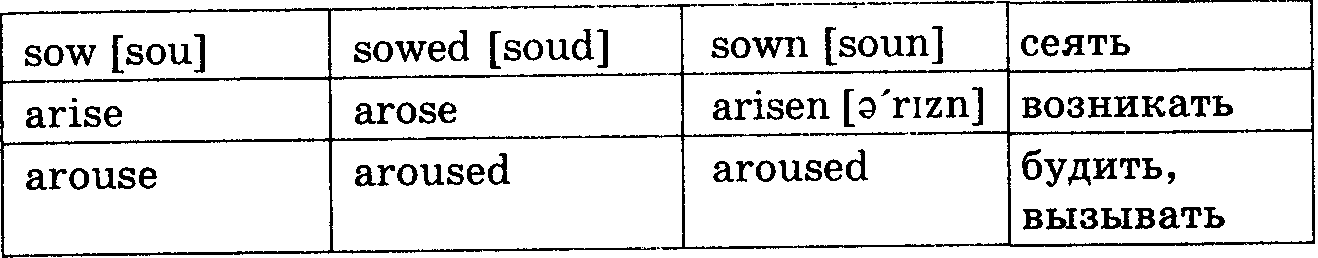 sow [sou] sowed [soud] sown [soun] сеять
arise arose arisen [ə´rɪzn] возникать
arouse aroused aroused будить,
вызывать